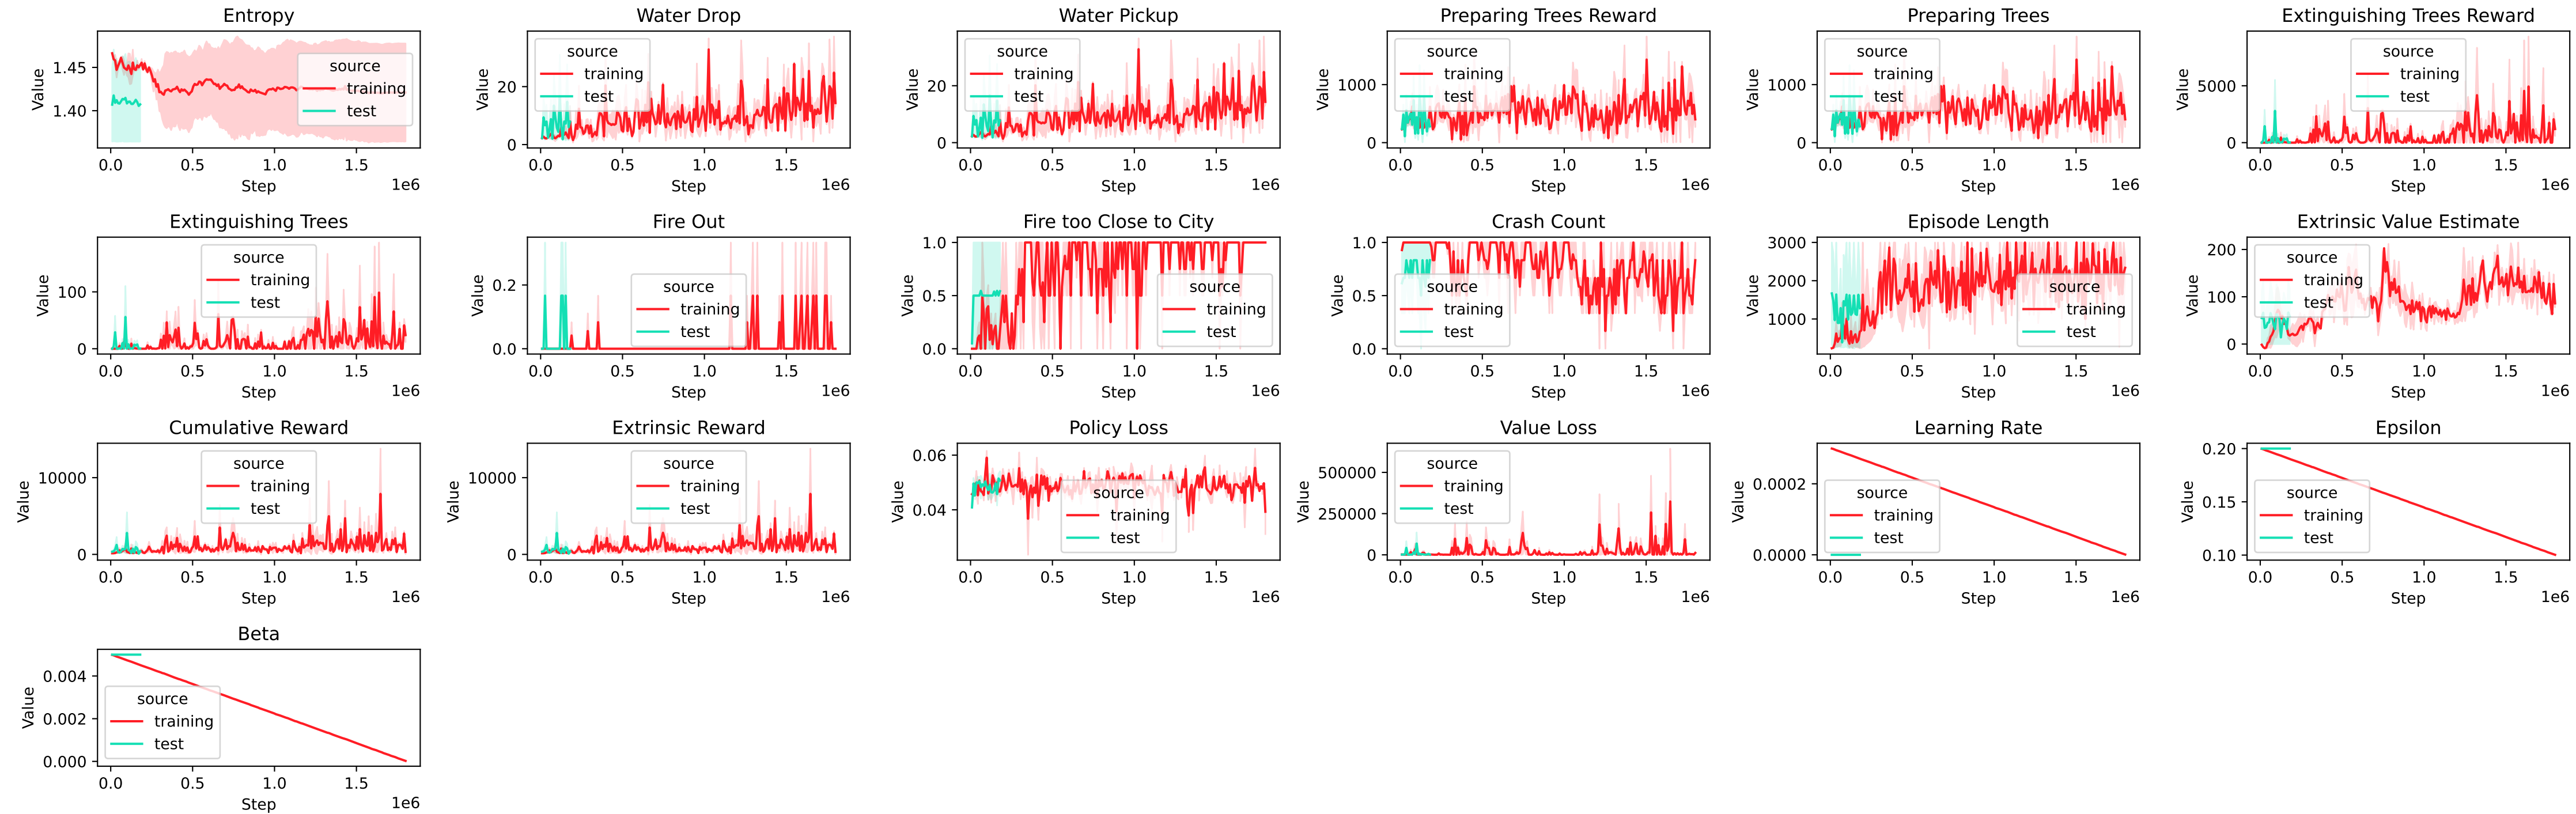 Entropy
Value
1.45
1.40
source
training
test
0.0 0.5 1.0 1.5
Step
1e6
Water Drop
Value
20
0
source
training
test
0.0 0.5 1.0 1.5
Step
1e6
Water Pickup
Value
20
0
source
training
test
0.0 0.5 1.0 1.5
Step
1e6
Preparing Trees Reward
Value
1000
0
source
training
test
0.0 0.5 1.0 1.5
Step
1e6
Preparing Trees
Value
1000
0
source
training
test
0.0 0.5 1.0 1.5
Step
1e6
Extinguishing Trees Reward
Value
5000
0
source
training
test
0.0 0.5 1.0 1.5
Step
1e6
Extinguishing Trees
Value
100
0
source
training
test
0.0 0.5 1.0 1.5
Step
1e6
Fire Out
Value
0.2
0.0
source
training
test
0.0 0.5 1.0 1.5
Step
1e6
Fire too Close to City
Value
1.0
0.5
0.0
source
training
test
0.0 0.5 1.0 1.5
Step
1e6
Crash Count
Value
1.0
0.5
0.0
source
training
test
0.0 0.5 1.0 1.5
Step
1e6
Episode Length
Value
3000
2000
1000
source
training
test
0.0 0.5 1.0 1.5
Step
1e6
Extrinsic Value Estimate
Value
200
100
0
source
training
test
0.0 0.5 1.0 1.5
Step
1e6
Cumulative Reward
Value
10000
0
source
training
test
0.0 0.5 1.0 1.5
Step
1e6
Extrinsic Reward
Value
10000
0
source
training
test
0.0 0.5 1.0 1.5
Step
1e6
Policy Loss
Value
0.06
0.04
source
training
test
0.0 0.5 1.0 1.5
Step
1e6
Value Loss
Value
500000
250000
0
source
training
test
0.0 0.5 1.0 1.5
Step
1e6
Learning Rate
Value
0.0002
0.0000
source
training
test
0.0 0.5 1.0 1.5
Step
1e6
Epsilon
Value
0.20
0.15
0.10
source
training
test
0.0 0.5 1.0 1.5
Step
1e6
Beta
Value
0.004
0.002
0.000
source
training
test
0.0 0.5 1.0 1.5
Step
1e6